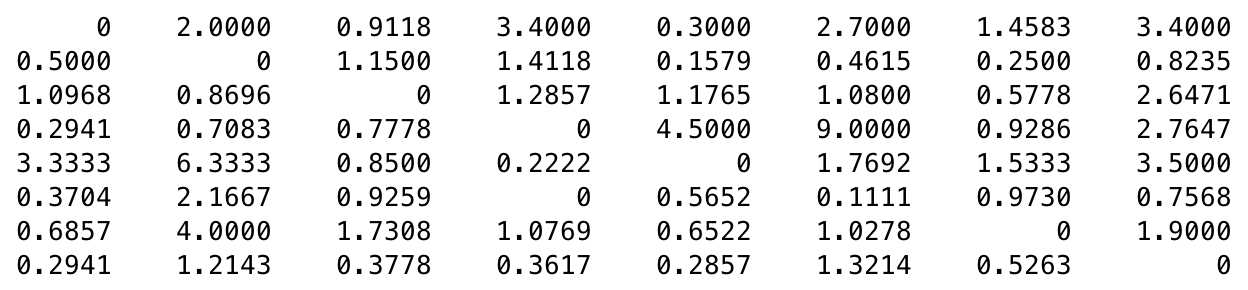 0 2.0000 0.9118 3.4000 0.3000 2.7000 1.4583 3.4000
0.5000 0 1.1500 1.4118 0.1579 0.4615 0.2500 0.8235
1.0968 0.8696 0 1.2857 1.1765 1.0800 0.5778 2.6471
0.2941 0.7083 0.7778 0 4.5000 9.0000 0.9286 2.7647
3.3333 6.3333 0.8500 0.2222 0 1.7692 1.5333 3.5000
0.3704 2.1667 0.9259 0 0.5652 0.1111 0.9730 0.7568
0.6857 4.0000 1.7308 1.0769 0.6522 1.0278 0 1.9000
0.2941 1.2143 0.3778 0.3617 0.2857 1.3214 0.5263 0